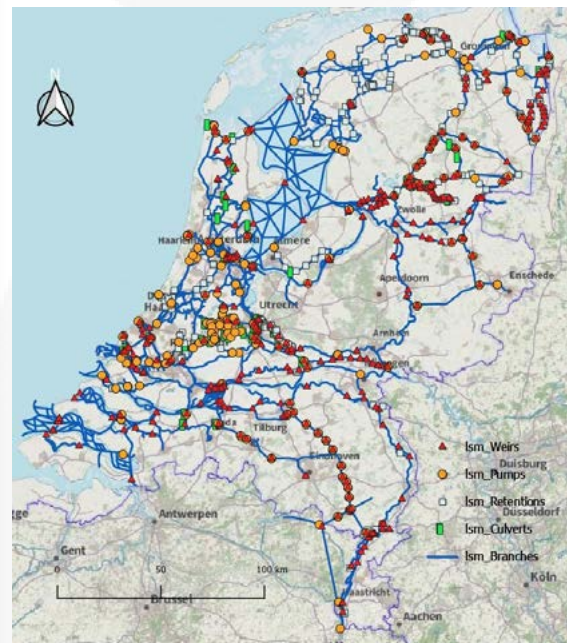 N
Groningen
Zwolle
Haarlem
Almere
Enschede
Apeldoorn
Utrecht
Arnhem
Tilburg
Eindhoven
lsm_Weirs
lsm_Pumps
Duisburg
lsm_Retentions
Düsseldorf
lsm_Culverts
Antwerpen
lsm_Branches
Gent
Köln
0 50 100 km
Maastricht
Brussel
Aachen